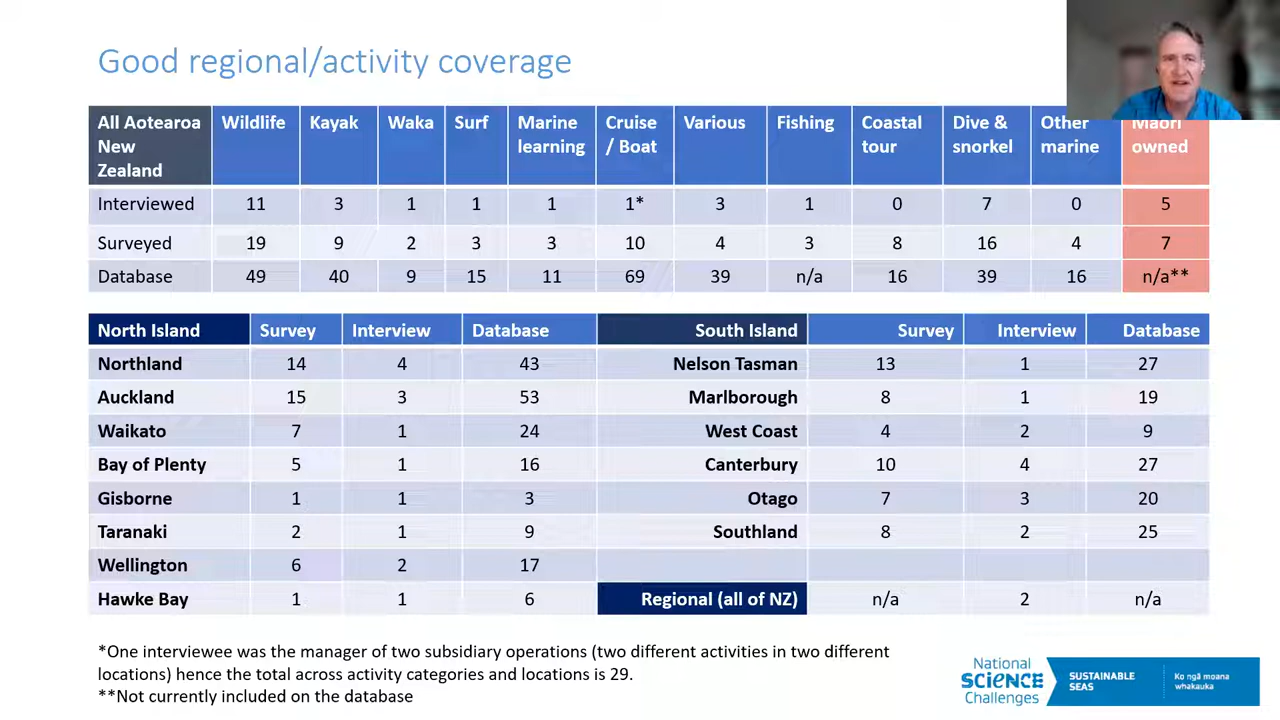 Good regional/activity coverage
All Aotearoa New Zealand Wildlife Kayak Waka Surf Marine learning Cruise / Boat Various Fishing Coastal tour Dive & snorkel Other marine Māori owned
Interviewed 11 3 1 1 1 1* 3 1 0 7 0 5
Surveyed 19 9 2 3 3 10 4 3 8 16 4 7
Database 49 40 9 15 11 69 39 n/a 16 39 16 n/a**
North Island Survey Interview Database South Island Survey Interview Database
Northland 14 4 43 Nelson Tasman 13 1 27
Auckland 15 3 53 Marlborough 8 1 19
Waikato 7 1 24 West Coast 4 2 9
Bay of Plenty 5 1 16 Canterbury 10 4 27
Gisborne 1 1 3 Otago 7 3 20
Taranaki 2 1 9 Southland 8 2 25
Wellington 6 2 17
Hawke Bay 1 1 6 Regional (all of NZ) n/a 2 n/a
*One interviewee was the manager of two subsidiary operations (two different activities in two different
locations) hence the total across activity categories and locations is 29.
**Not currently included on the database
National
SCIENCE
Challenges
SUSTAINABLE
SEAS
Ko ngā moana
whakauka